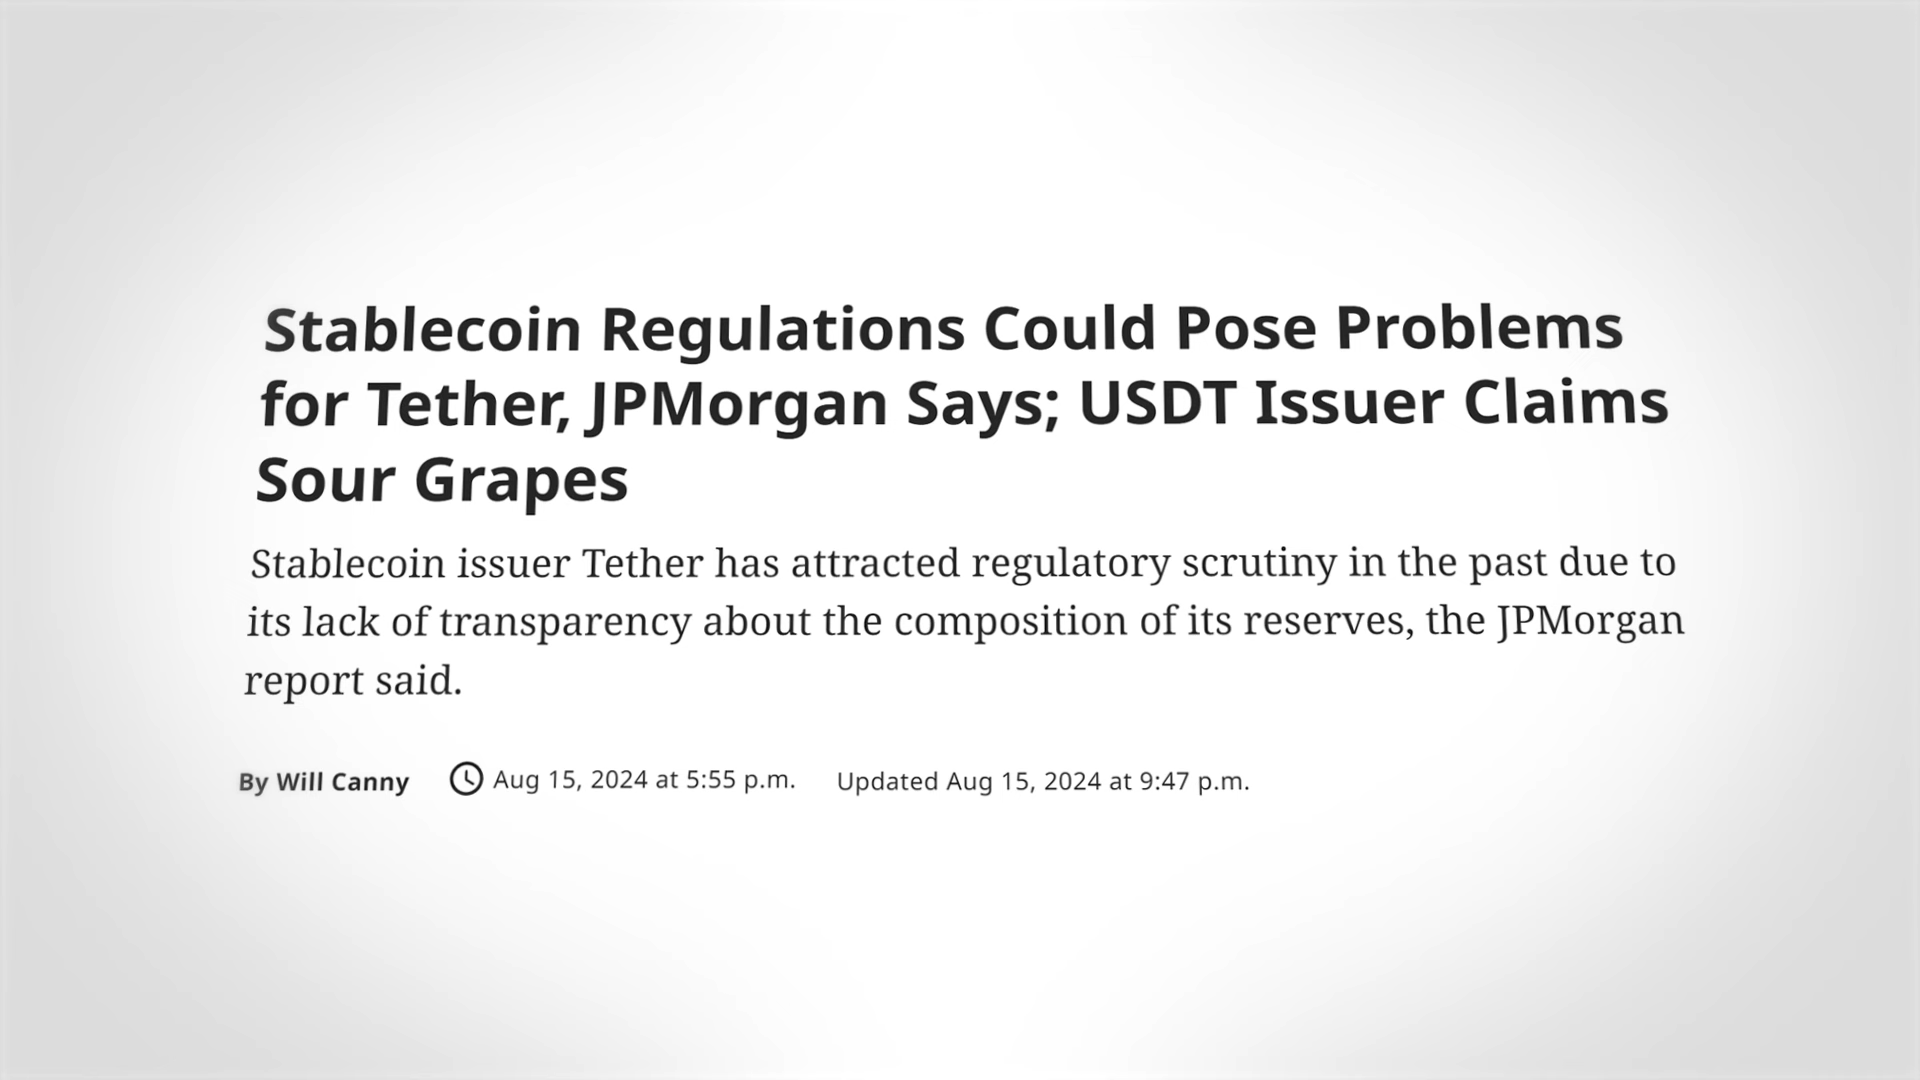 Stablecoin Regulations Could Pose Problems
for Tether, JPMorgan Says; USDT Issuer Claims
Sour Grapes
Stablecoin issuer Tether has attracted regulatory scrutiny in the past due to
its lack of transparency about the composition of its reserves, the JPMorgan
report said.
By Will Canny Aug 15, 2024 at 5:55 p.m. Updated Aug 15, 2024 at 9:47 p.m.